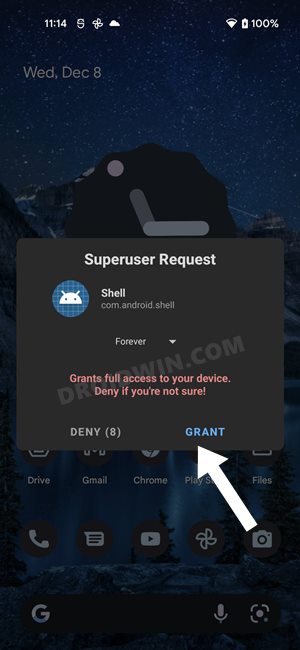 11:14
100%
Wed, Dec 8
Superuser Request
Shell
com.android.shell
Forever
Grants full access to your device.
Deny if you're not sure!
DROIDWIN.COM
DENY (8)
GRANT
Drive
Gmail
Chrome
Play
Files
G